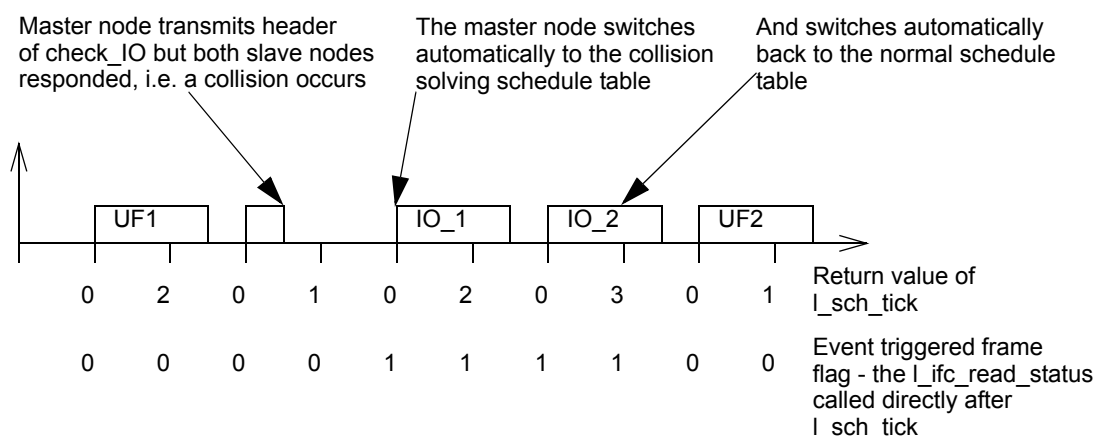 Master node transmits header
of check_IO but both slave nodes
responded, i.e. a collision occurs
The master node switches
automatically to the collision
solving schedule table
And switches automatically
back to the normal schedule
table
UF1
IO_1
IO_2
UF2
0 2 0 1 0 2 0 3 0 1
Return value of
l_sch_tick
0 0 0 0 1 1 1 1 0 0
Event triggered frame
flag - the l_ifc_read_status
called directly after
l_sch_tick